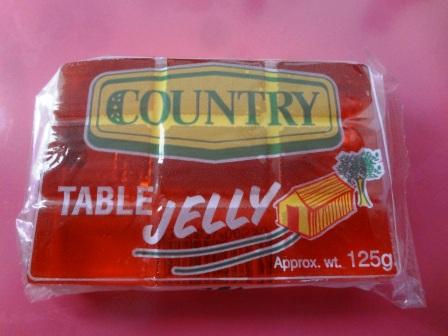 COUNTRY
TABLE JELLY
Approx. wt. 125g.